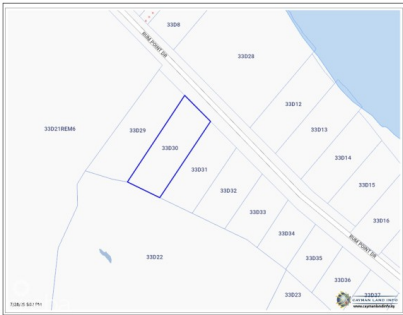 33D8
RUM POINT DR
33D28
33D12
33D21REM6
33D29
33D13
33D30
33D14
33D31
33D15
33D32
33D33
33D16
RUM POINT DR
33D34
33D22
33D35
33D36
33D23
33D37
CAYMAN LAND INFO
www.caymanlandinfo.ky